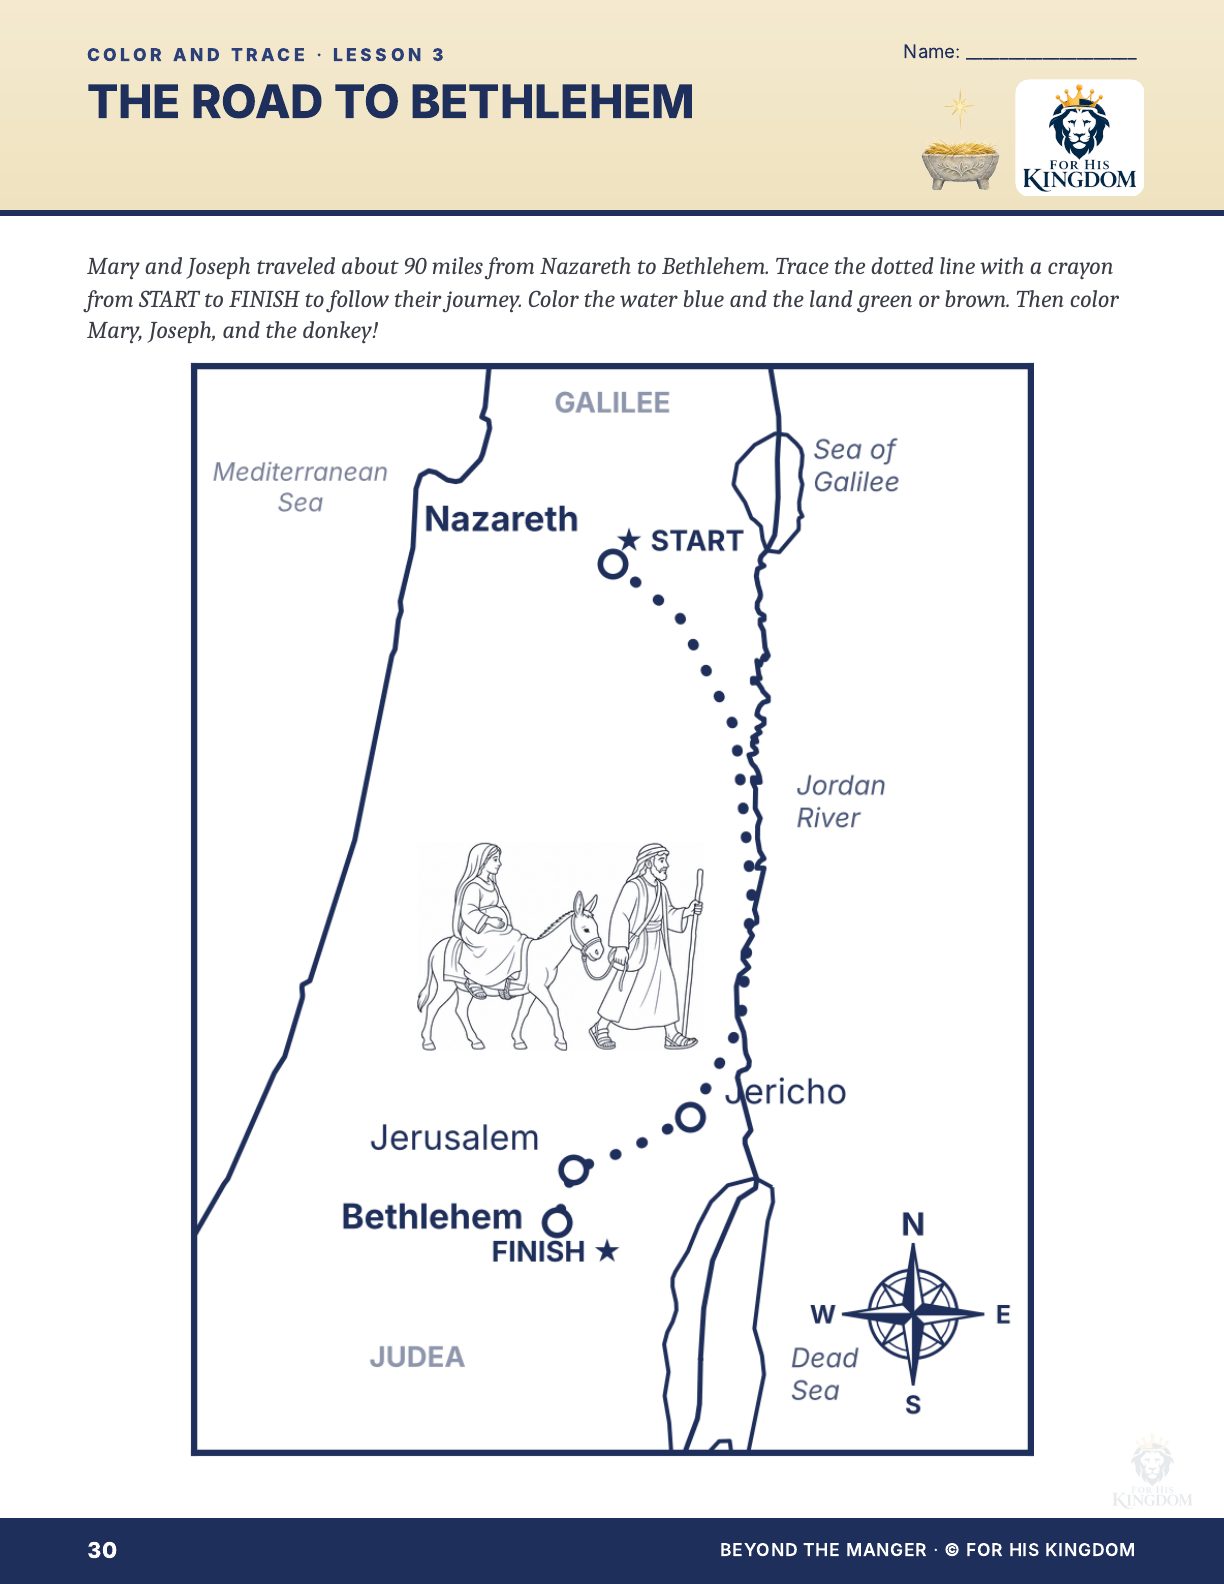 COLOR AND TRACE · LESSON 3
Name: ___________________
THE ROAD TO BETHLEHEM
FOR HIS
KINGDOM
Mary and Joseph traveled about 90 miles from Nazareth to Bethlehem. Trace the dotted line with a crayon
from START to FINISH to follow their journey. Color the water blue and the land green or brown. Then color
Mary, Joseph, and the donkey!
GALILEE
Sea of
Galilee
Mediterranean
Sea
Nazareth
★ START
Jordan
River
Jericho
Jerusalem
Bethlehem
FINISH ★
N
W
E
S
JUDEA
Dead
Sea
FOR HIS
KINGDOM
30
BEYOND THE MANGER · © FOR HIS KINGDOM